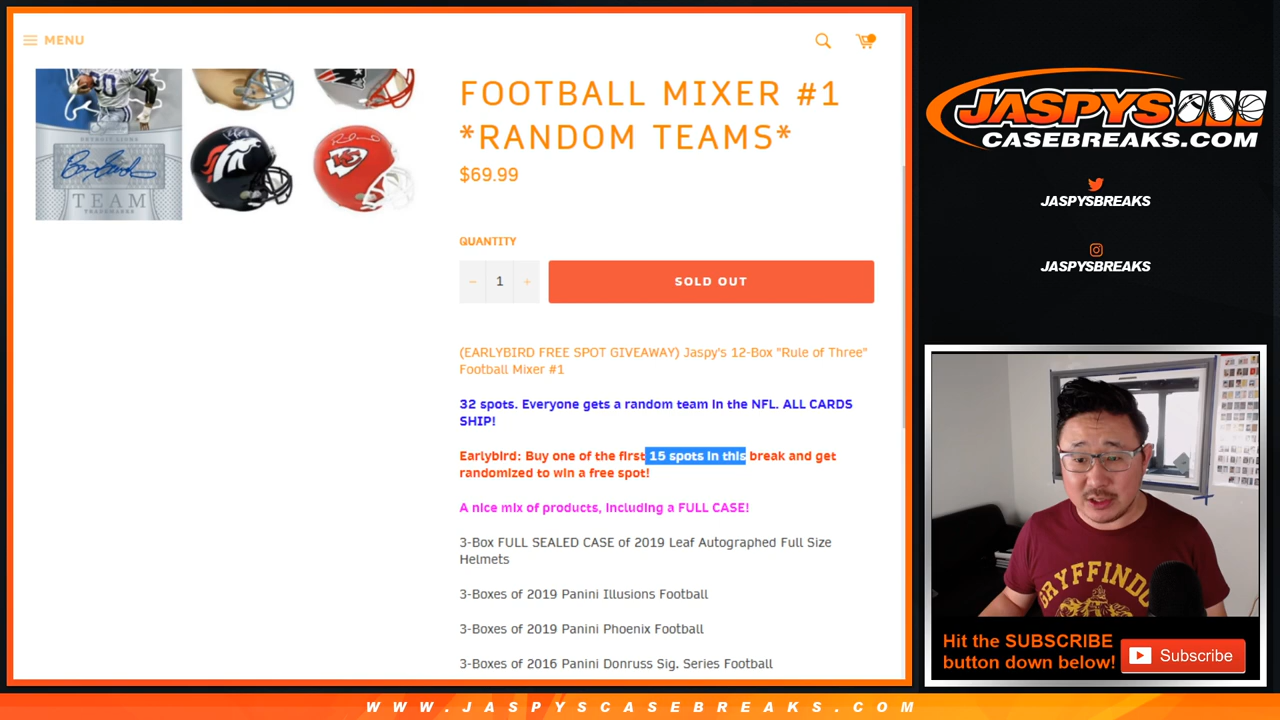 MENU
FOOTBALL MIXER #1
*RANDOM TEAMS*
$69.99
TEAM
TRADEMARKS
QUANTITY
− 1 +
SOLD OUT
(EARLYBIRD FREE SPOT GIVEAWAY) Jaspy's 12-Box "Rule of Three"
Football Mixer #1
32 spots. Everyone gets a random team in the NFL. ALL CARDS
SHIP!
Earlybird: Buy one of the first 15 spots in this break and get
randomized to win a free spot!
A nice mix of products, including a FULL CASE!
3-Box FULL SEALED CASE of 2019 Leaf Autographed Full Size
Helmets
3-Boxes of 2019 Panini Illusions Football
3-Boxes of 2019 Panini Phoenix Football
3-Boxes of 2016 Panini Donruss Sig. Series Football
JASPYS
CASEBREAKS.COM
JASPYSBREAKS
JASPYSBREAKS
GRYFFINDO
Hit the SUBSCRIBE
button down below!
Subscribe
WWW.JASPYSCASEBREAKS.COM